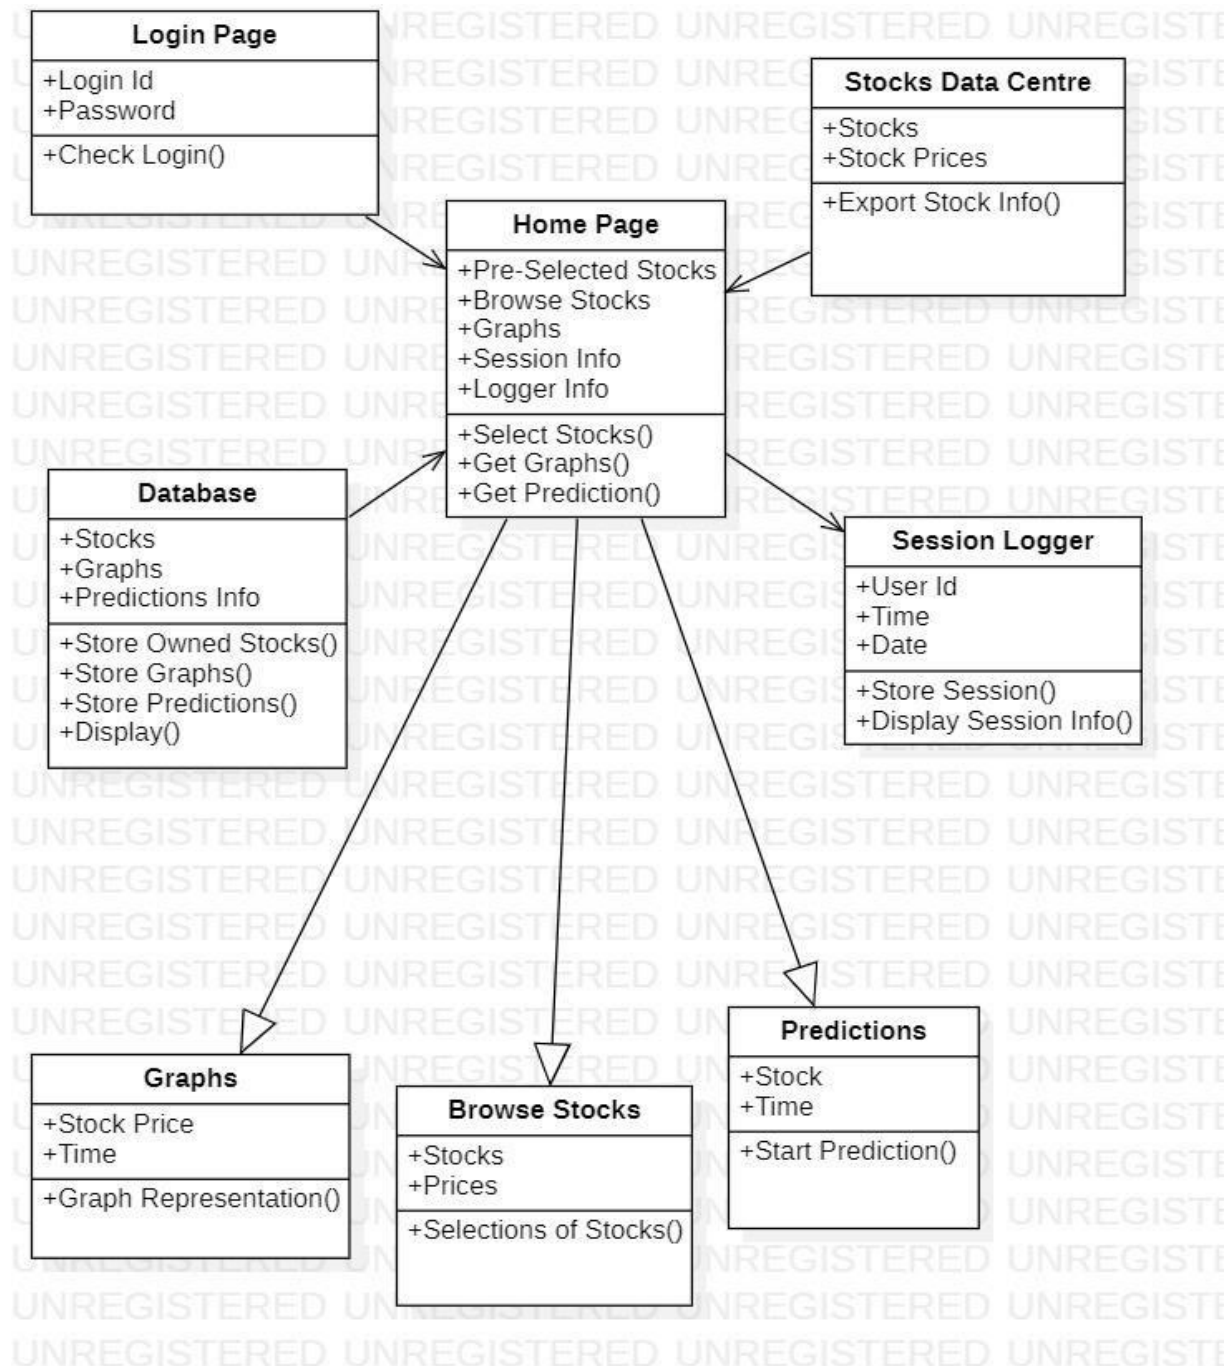 Login Page
+Login Id
+Password
+Check Login()
Stocks Data Centre
+Stocks
+Stock Prices
+Export Stock Info()
Home Page
+Pre-Selected Stocks
+Browse Stocks
+Graphs
+Session Info
+Logger Info
+Select Stocks()
+Get Graphs()
+Get Prediction()
Database
+Stocks
+Graphs
+Predictions Info
+Store Owned Stocks()
+Store Graphs()
+Store Predictions()
+Display()
Session Logger
+User Id
+Time
+Date
+Store Session()
+Display Session Info()
Graphs
+Stock Price
+Time
+Graph Representation()
Browse Stocks
+Stocks
+Prices
+Selections of Stocks()
Predictions
+Stock
+Time
+Start Prediction()
UNREGISTERED